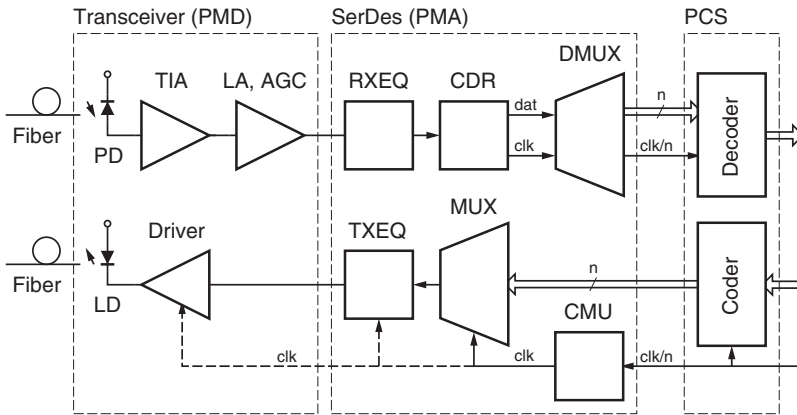 Transceiver (PMD)
SerDes (PMA)
PCS
TIA
LA, AGC
RXEQ
CDR
DMUX
dat
clk
n
clk/n
Decoder
Fiber
PD
Fiber
LD
Driver
TXEQ
MUX
n
Coder
CMU
clk
clk
clk/n